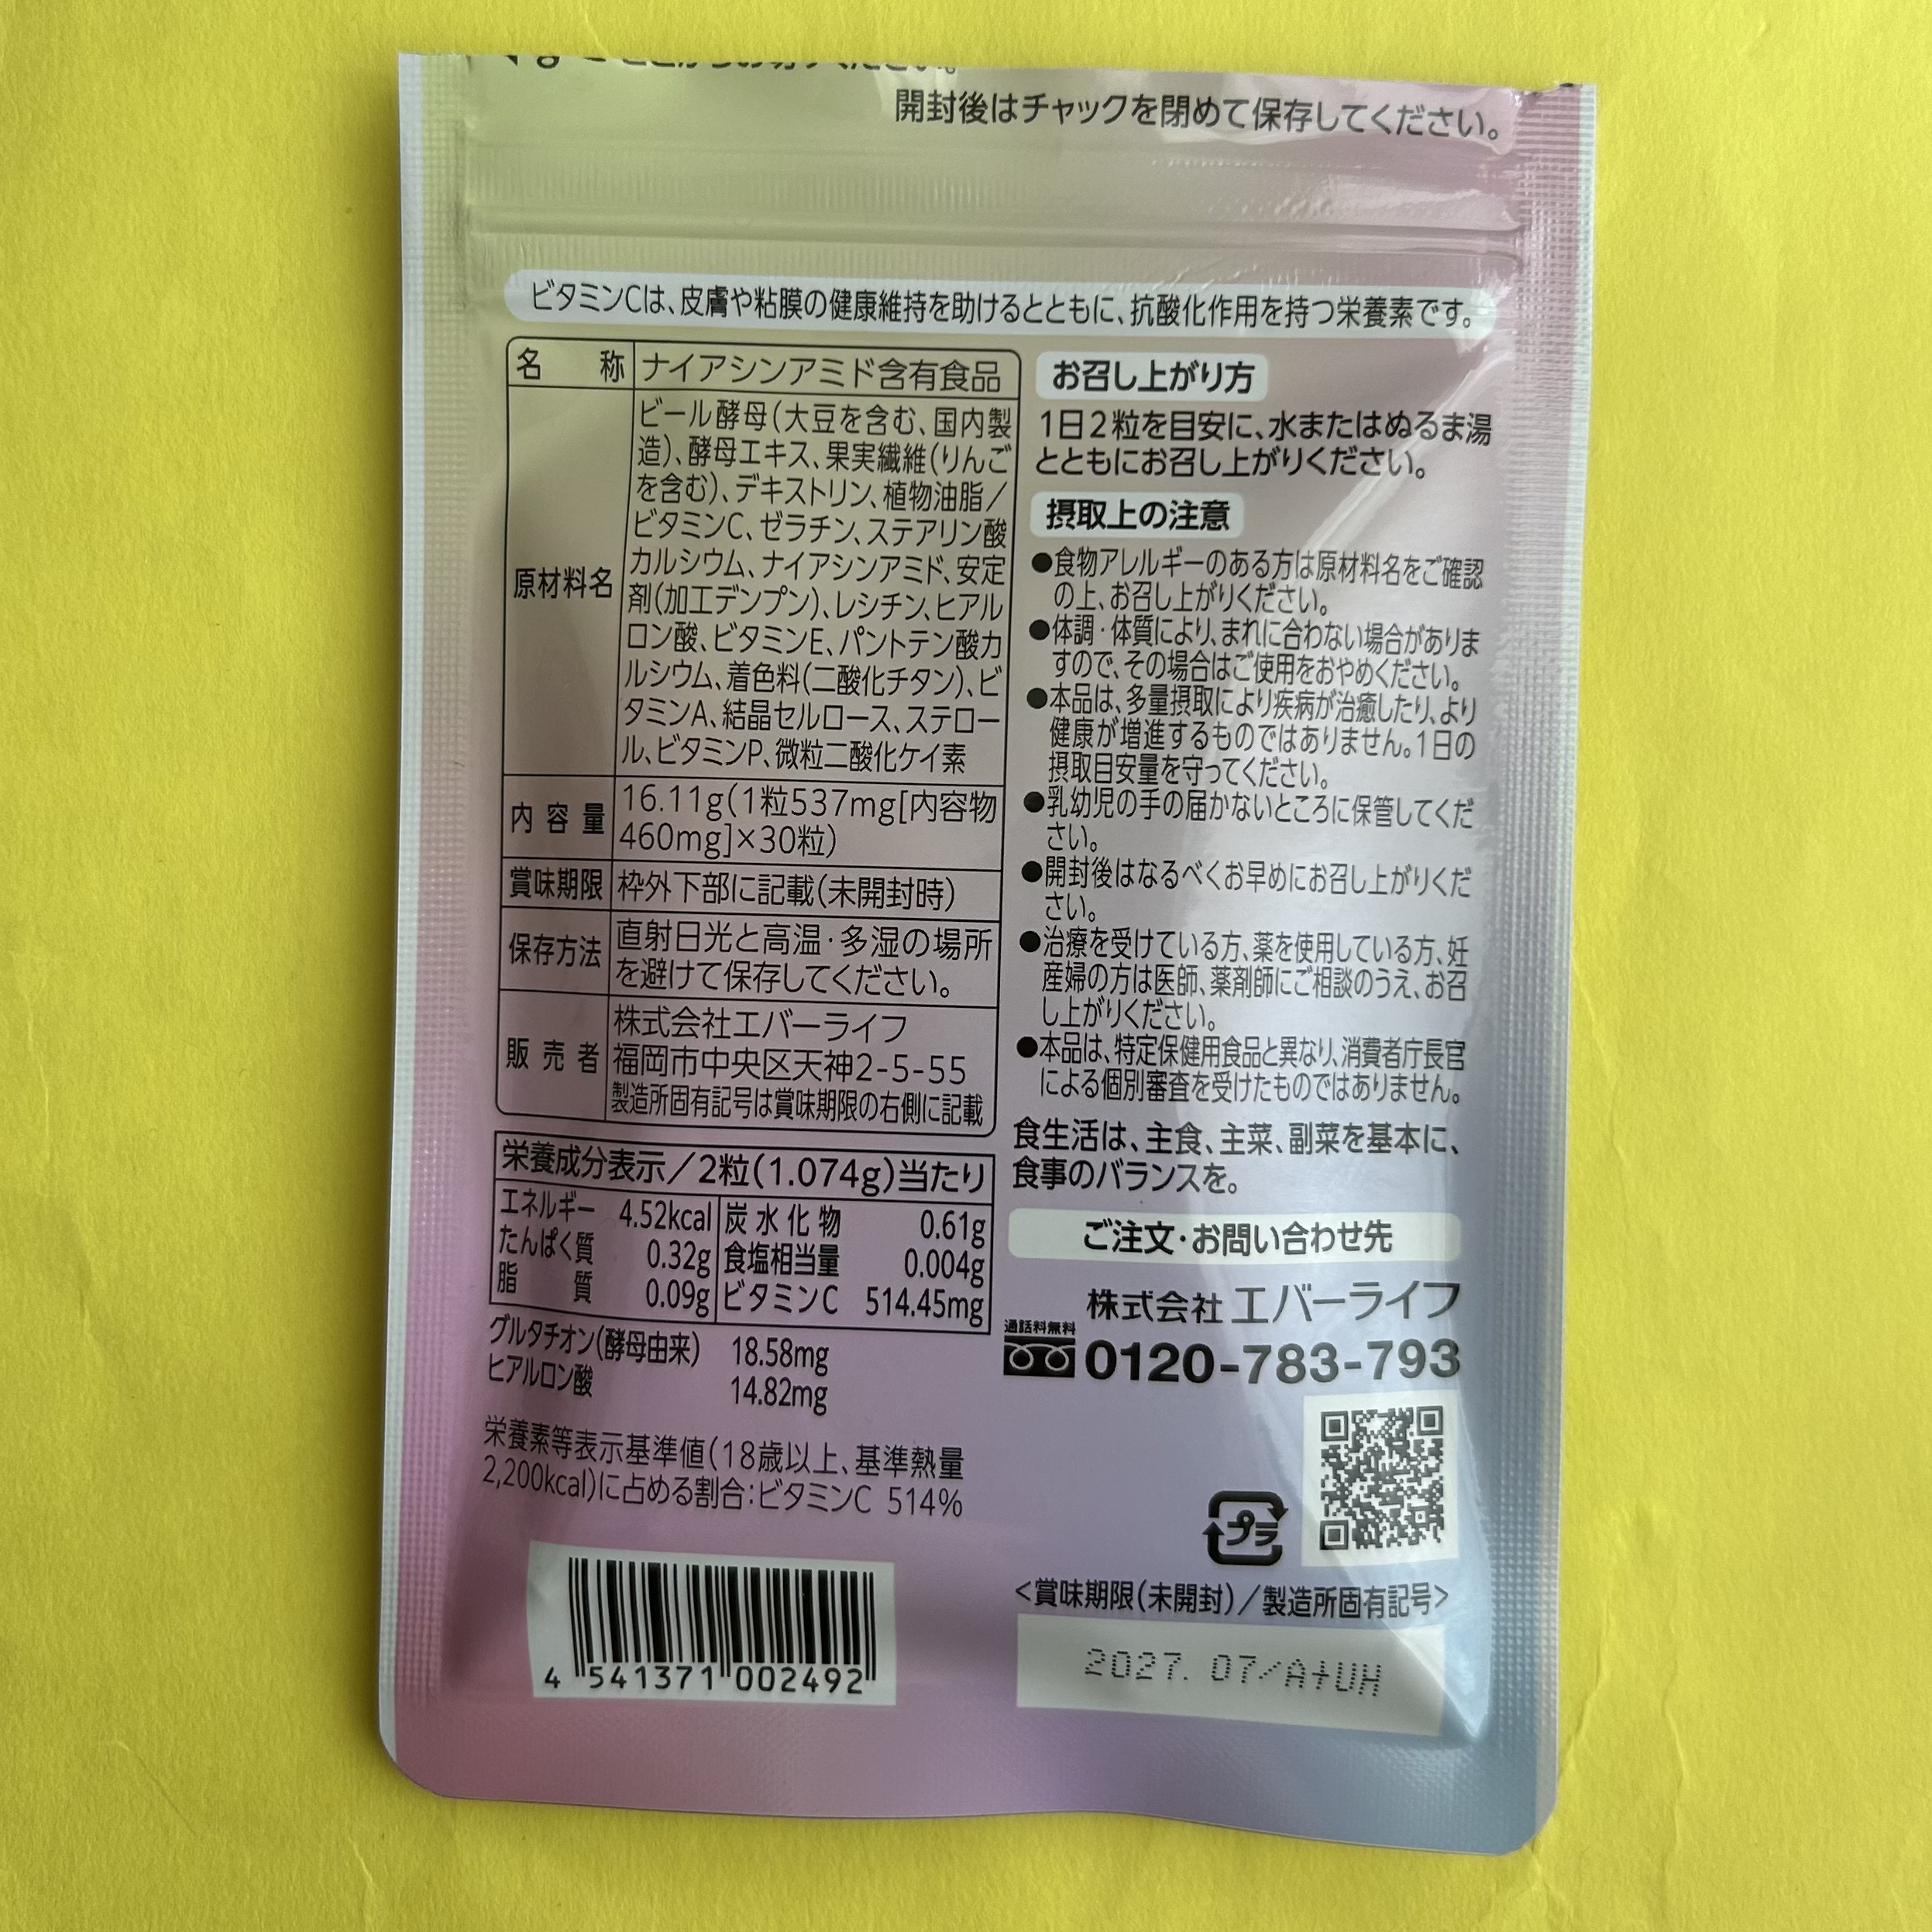 ここからお切りください。
開封後はチャックを閉めて保存してください。
ビタミンCは、皮膚や粘膜の健康維持を助けるとともに、抗酸化作用を持つ栄養素です。
名 称 ナイアシンアミド含有食品
原材料名
ビール酵母(大豆を含む、国内製
造)、酵母エキス、果実繊維(りんご
を含む)、デキストリン、植物油脂/
ビタミンC、ゼラチン、ステアリン酸
カルシウム、ナイアシンアミド、安定
剤(加工デンプン)、レシチン、ヒアル
ロン酸、ビタミンE、パントテン酸カ
ルシウム、着色料(二酸化チタン)、ビ
タミンA、結晶セルロース、ステロー
ル、ビタミンP、微粒二酸化ケイ素
内容量
16.11g(1粒537mg[内容物
460mg]×30粒)
賞味期限 枠外下部に記載(未開封時)
保存方法
直射日光と高温・多湿の場所
を避けて保存してください。
販売者
株式会社エバーライフ
福岡市中央区天神2-5-55
製造所固有記号は賞味期限の右側に記載
栄養成分表示/2粒(1.074g)当たり
エネルギー 4.52kcal
たんぱく質 0.32g
脂 質 0.09g
炭水化物 0.61g
食塩相当量 0.004g
ビタミンC 514.45mg
グルタチオン(酵母由来) 18.58mg
ヒアルロン酸 14.82mg
栄養素等表示基準値(18歳以上、基準熱量
2,200kcal)に占める割合:ビタミンC 514%
4 541371 002492
お召し上がり方
1日2粒を目安に、水またはぬるま湯
とともにお召し上がりください。
摂取上の注意
●食物アレルギーのある方は原材料名をご確認
の上、お召し上がりください。
●体調・体質により、まれに合わない場合がありま
すので、その場合はご使用をおやめください。
●本品は、多量摂取により疾病が治癒したり、より
健康が増進するものではありません。1日の
摂取目安量を守ってください。
●乳幼児の手の届かないところに保管してくだ
さい。
●開封後はなるべくお早めにお召し上がりくだ
さい。
●治療を受けている方、薬を使用している方、妊
産婦の方は医師、薬剤師にご相談のうえ、お召
し上がりください。
●本品は、特定保健用食品と異なり、消費者庁長官
による個別審査を受けたものではありません。
食生活は、主食、主菜、副菜を基本に、
食事のバランスを。
ご注文・お問い合わせ先
株式会社エバーライフ
通話料無料
0120-783-793
プラ
<賞味期限(未開封)/製造所固有記号>
2027. 07/A+UH